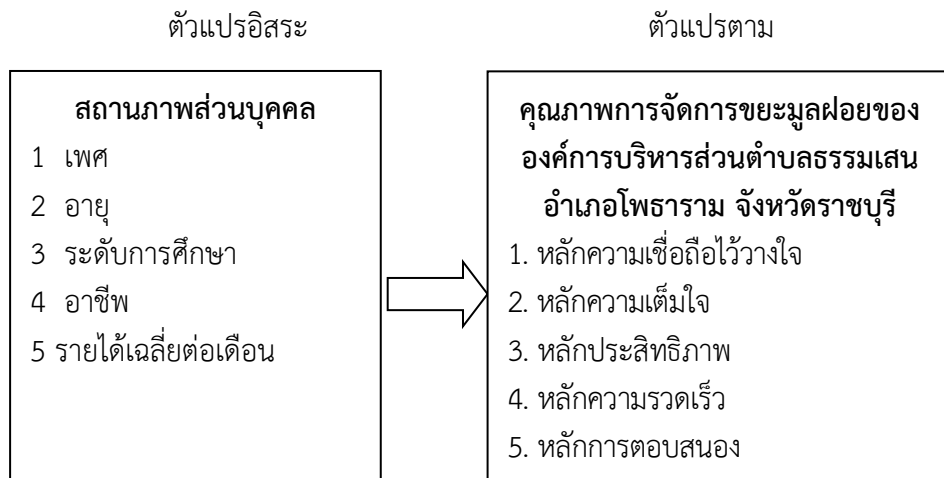 ตัวแปรอิสระ
ตัวแปรตาม
สถานภาพส่วนบุคคล
1 เพศ
2 อายุ
3 ระดับการศึกษา
4 อาชีพ
5 รายได้เฉลี่ยต่อเดือน
คุณภาพการจัดการขยะมูลฝอยของ
องค์การบริหารส่วนตำบลธรรมเสน
อำเภอโพธาราม จังหวัดราชบุรี
1. หลักความเชื่อถือไว้วางใจ
2. หลักความเต็มใจ
3. หลักประสิทธิภาพ
4. หลักความรวดเร็ว
5. หลักการตอบสนอง